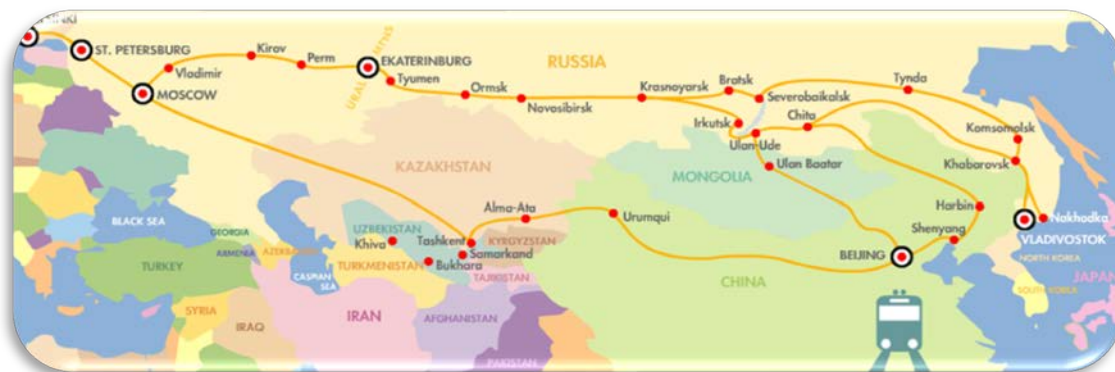 INKI
ST. PETERSBURG
Kirov
Perm
Vladimir
MOSCOW
URAL MTNS
EKATERINBURG
Tyumen
Ormsk
Novosibirsk
RUSSIA
Krasnoyarsk
Bratsk
Severobaikalsk
Tynda
Irkutsk
Chita
Komsomolsk
Ulan-Ude
Khabarovsk
Ulan Baatar
KAZAKHSTAN
MONGOLIA
Alma-Ata
Urumqui
Harbin
Nakhodka
BLACK SEA
GEORGIA
UZBEKISTAN
Khiva
Tashkent
KYRGYZSTAN
Shenyang
VLADIVOSTOK
ARMENIA
AZERBAIJAN
Samarkand
BEIJING
NORTH KOREA
TURKEY
CASPIAN
SEA
TURKMENISTAN
Bukhara
TAJIKISTAN
CHINA
JAPAN
SOUTH KOREA
SYRIA
IRAQ
IRAN
AFGHANISTAN
PAKISTAN